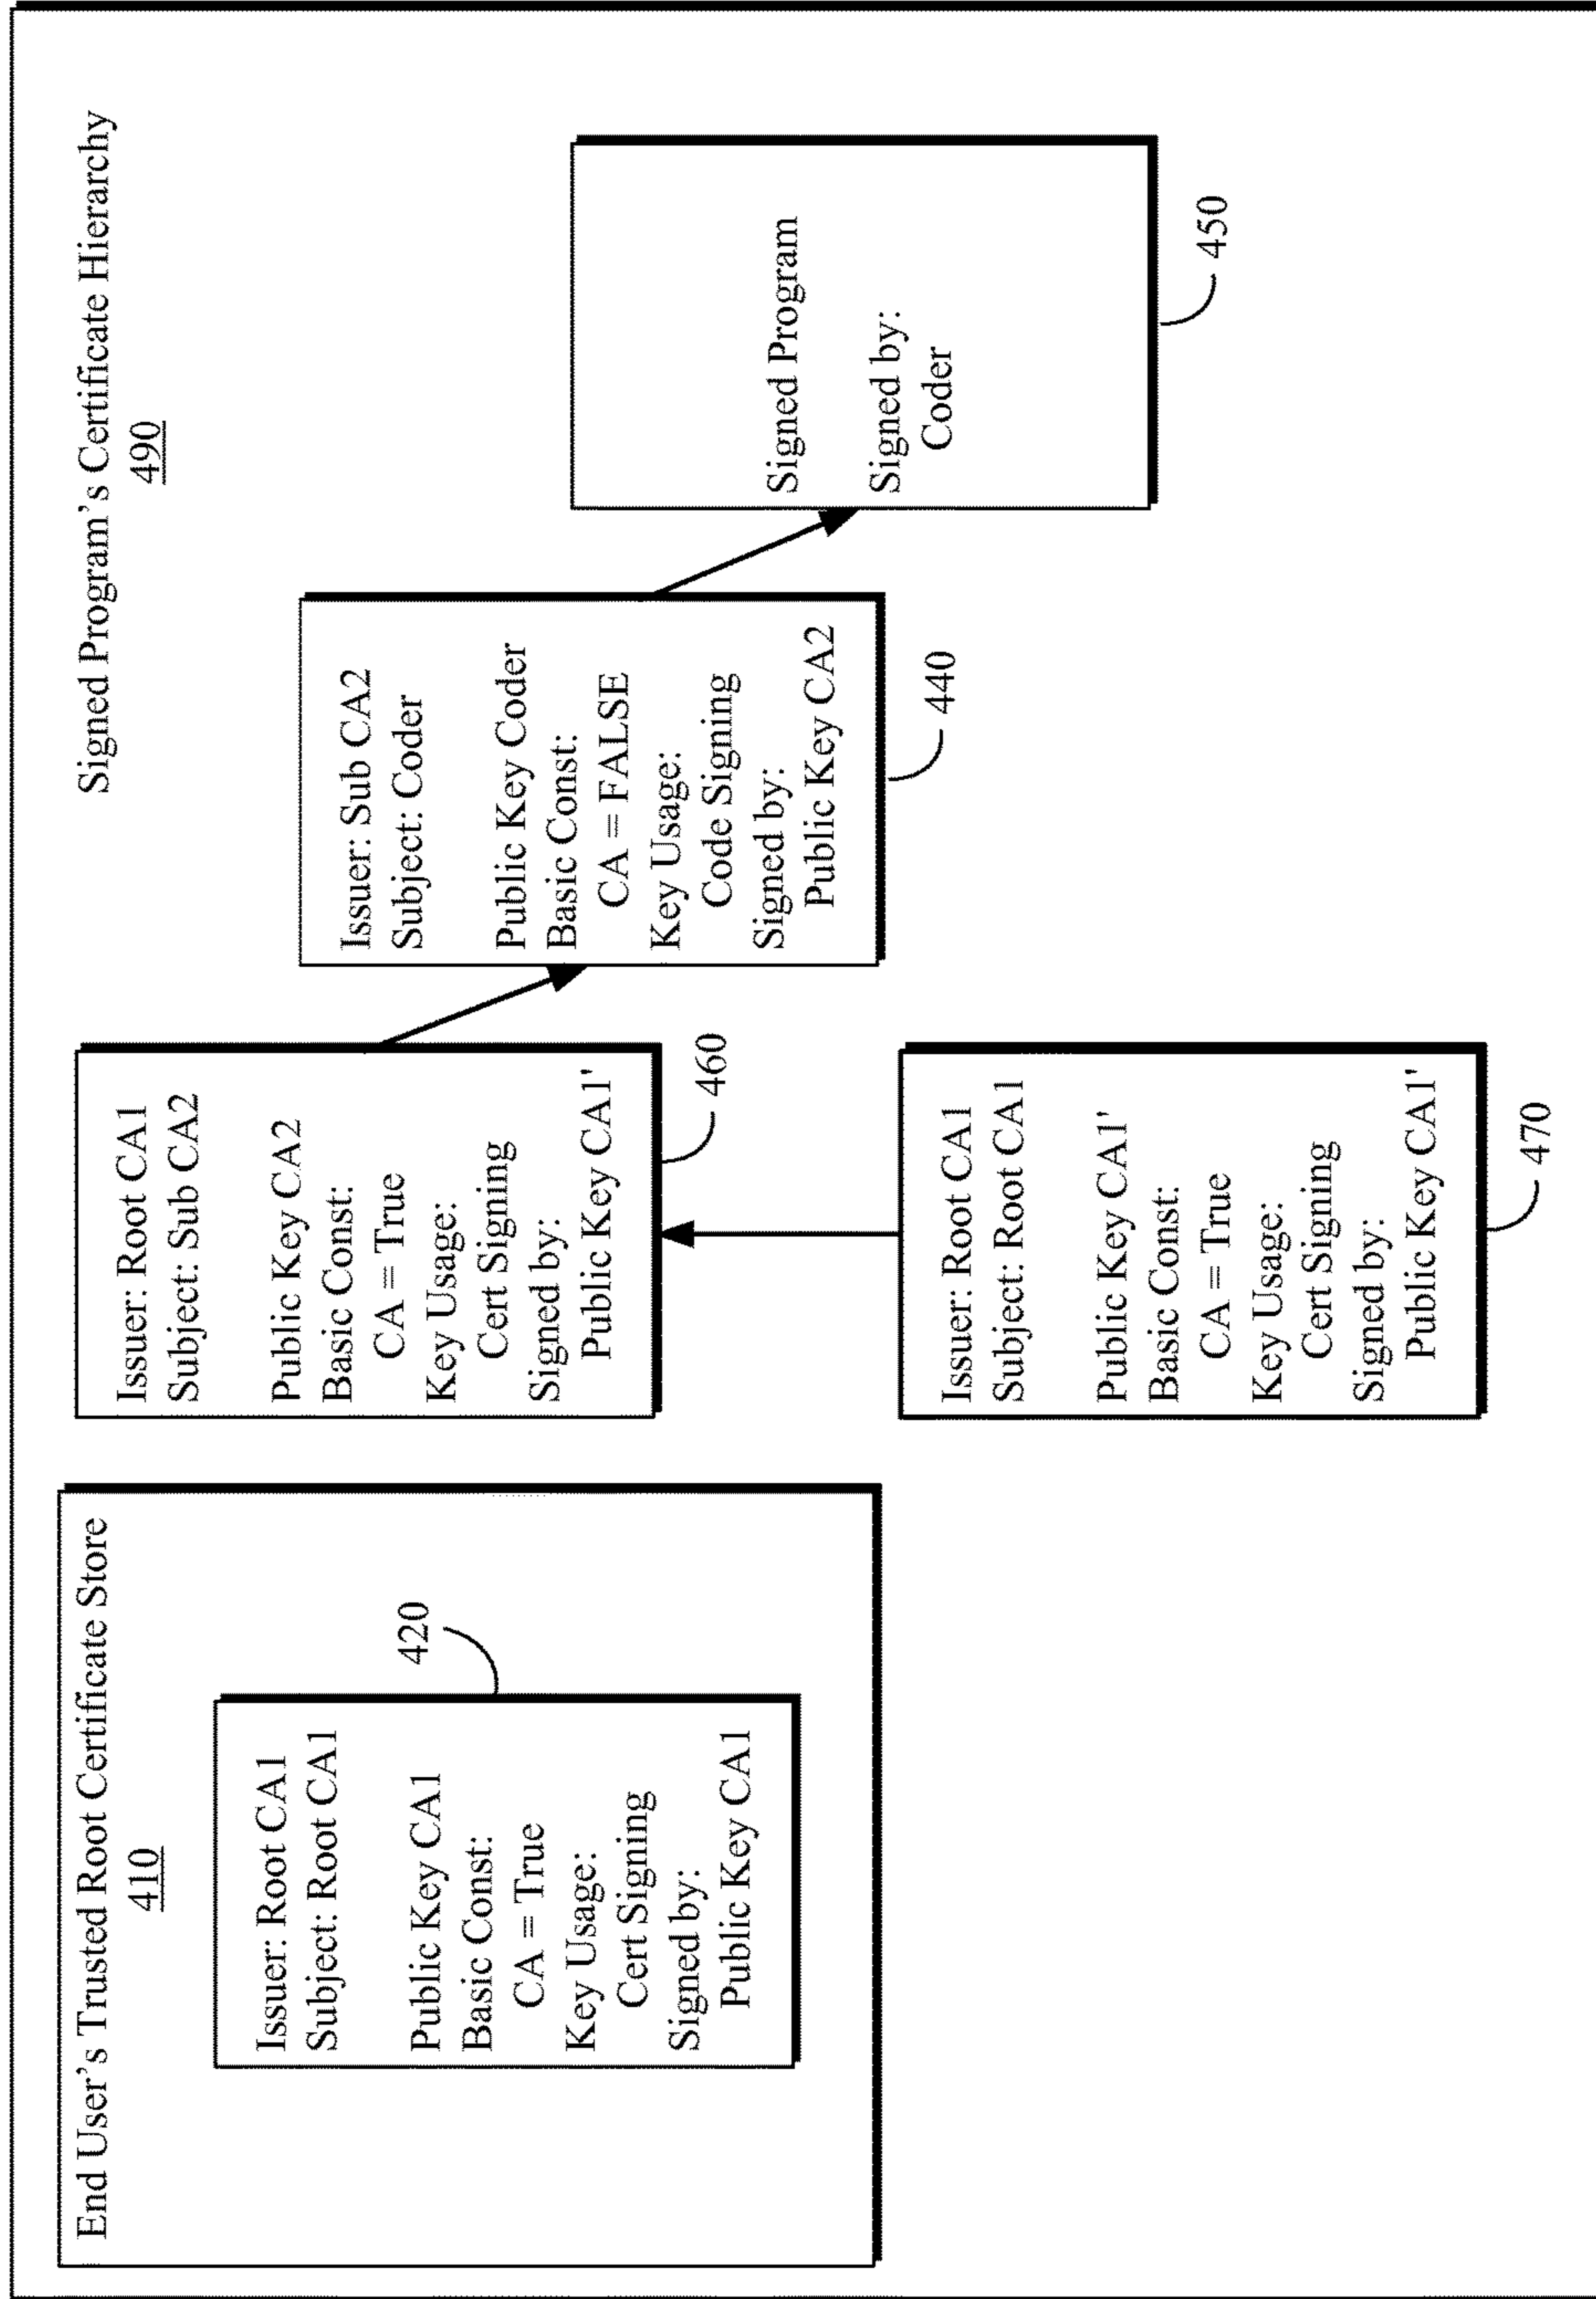 Signed Program's Certificate Hierarchy
490
End User's Trusted Root Certificate Store
410
Issuer: Root CA1
Subject: Root CA1
Public Key CA1
Basic Const:
CA = True
Key Usage:
Cert Signing
Signed by:
Public Key CA1
420
Issuer: Root CA1
Subject: Sub CA2
Public Key CA2
Basic Const:
CA = True
Key Usage:
Cert Signing
Signed by:
Public Key CA1'
460
Issuer: Root CA1
Subject: Root CA1
Public Key CA1'
Basic Const:
CA = True
Key Usage:
Cert Signing
Signed by:
Public Key CA1'
470
Issuer: Sub CA2
Subject: Coder
Public Key Coder
Basic Const:
CA = FALSE
Key Usage:
Code Signing
Signed by:
Public Key CA2
440
Signed Program
Signed by:
Coder
450